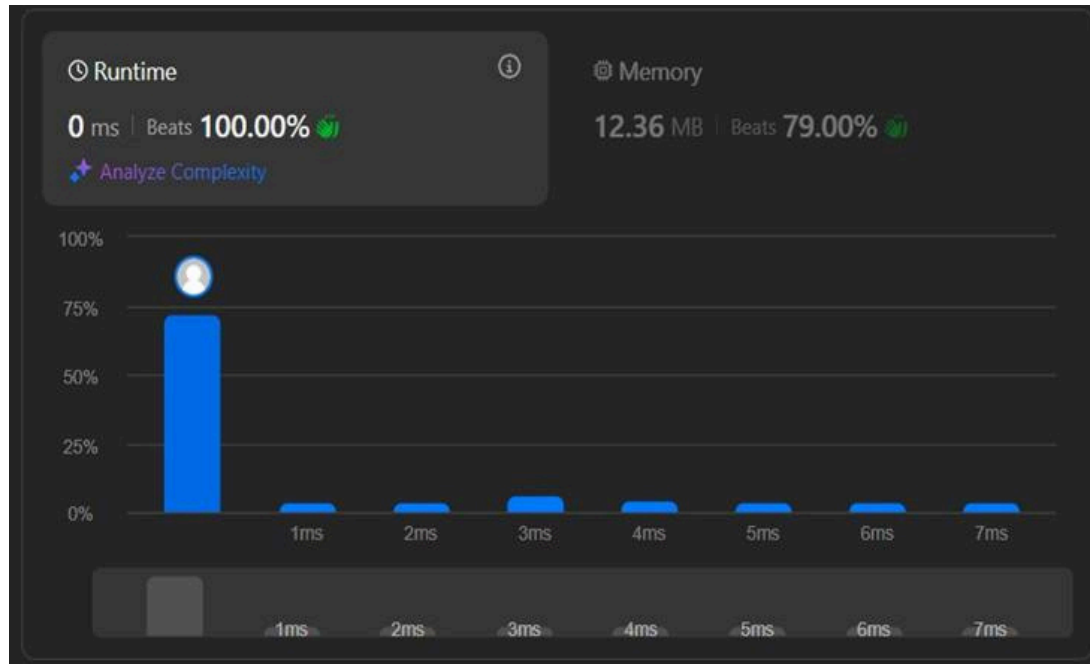 Runtime
0 ms | Beats 100.00%
Analyze Complexity
Memory
12.36 MB | Beats 79.00%
100%
75%
50%
25%
0%
1ms 2ms 3ms 4ms 5ms 6ms 7ms
1ms 2ms 3ms 4ms 5ms 6ms 7ms